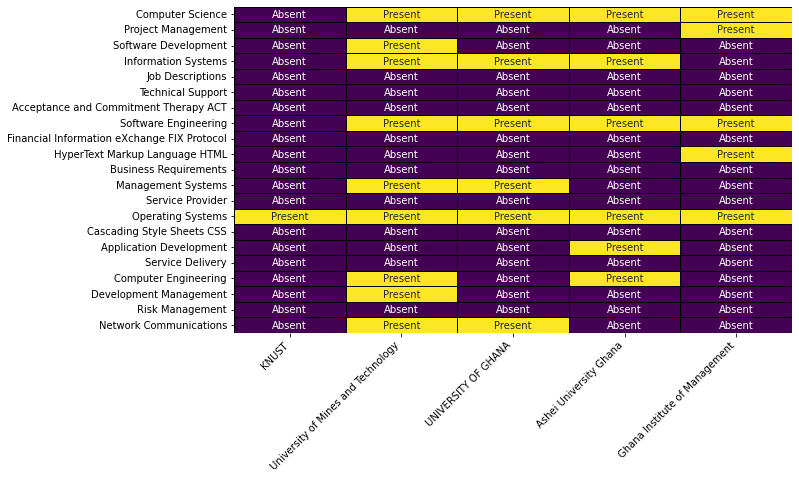 Computer Science Absent Present Present Present Present
Project Management Absent Absent Absent Absent Present
Software Development Absent Present Absent Absent Absent
Information Systems Absent Present Present Present Absent
Job Descriptions Absent Absent Absent Absent Absent
Technical Support Absent Absent Absent Absent Absent
Acceptance and Commitment Therapy ACT Absent Absent Absent Absent Absent
Software Engineering Absent Present Present Present Present
Financial Information eXchange FIX Protocol Absent Absent Absent Absent Absent
HyperText Markup Language HTML Absent Absent Absent Absent Present
Business Requirements Absent Absent Absent Absent Absent
Management Systems Absent Present Present Absent Absent
Service Provider Absent Absent Absent Absent Absent
Operating Systems Present Present Present Present Present
Cascading Style Sheets CSS Absent Absent Absent Absent Absent
Application Development Absent Absent Absent Present Absent
Service Delivery Absent Absent Absent Absent Absent
Computer Engineering Absent Present Absent Present Absent
Development Management Absent Present Absent Absent Absent
Risk Management Absent Absent Absent Absent Absent
Network Communications Absent Present Present Absent Absent
KNUST
University of Mines and Technology
UNIVERSITY OF GHANA
Ashei University Ghana
Ghana Institute of Management